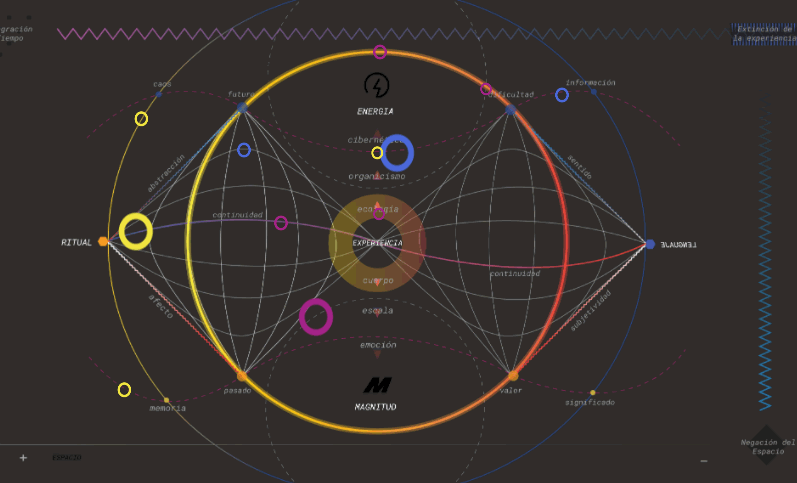 gración
iempo
Extinción de
la experiencia
caos
información
futuro
dificultad
ENERGIA
cibernética
organicismo
abstracción
sentido
ecología
continuidad
RITUAL
EXPERIENCIA
LENGUAJE
continuidad
cuerpo
afecto
escala
subjetividad
emoción
pasado
valor
memoria
MAGNITUD
significado
Negación del
Espacio
+
ESPACIO
−